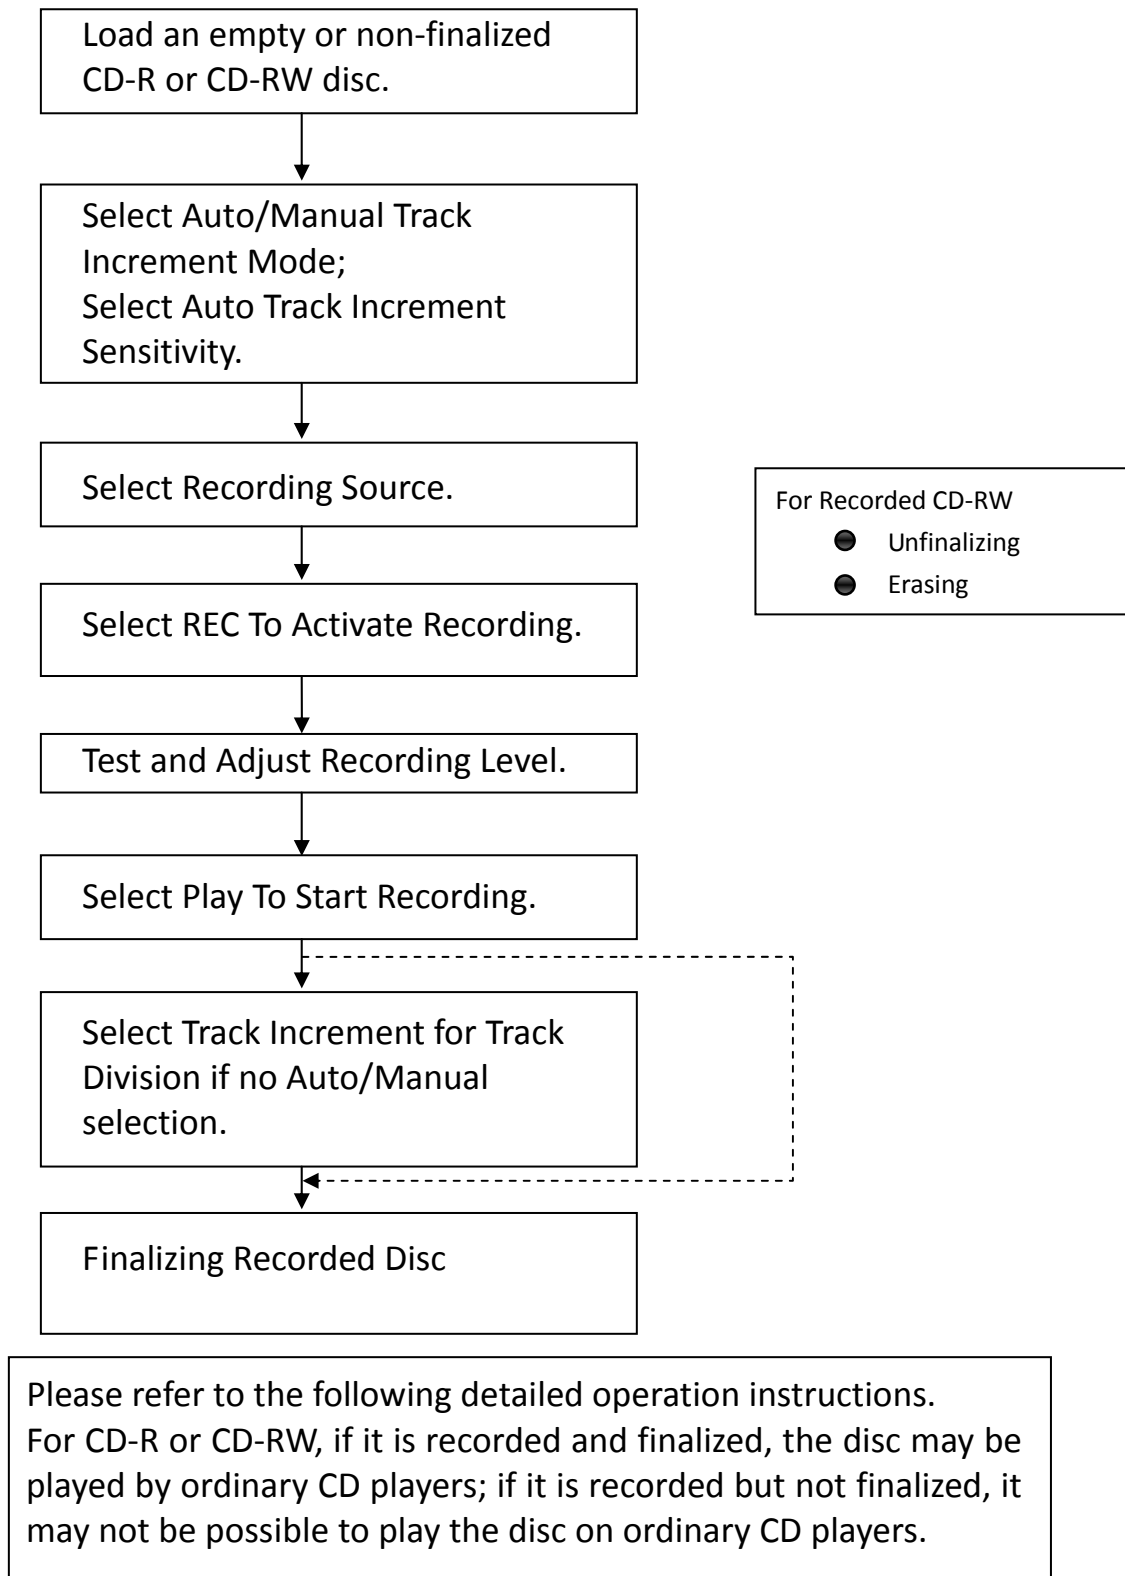 Load an empty or non-finalized
CD-R or CD-RW disc.
Select Auto/Manual Track
Increment Mode;
Select Auto Track Increment
Sensitivity.
Select Recording Source.
For Recorded CD-RW
Unfinalizing
Erasing
Select REC To Activate Recording.
Test and Adjust Recording Level.
Select Play To Start Recording.
Select Track Increment for Track
Division if no Auto/Manual
selection.
Finalizing Recorded Disc
Please refer to the following detailed operation instructions.
For CD-R or CD-RW, if it is recorded and finalized, the disc may be
played by ordinary CD players; if it is recorded but not finalized, it
may not be possible to play the disc on ordinary CD players.